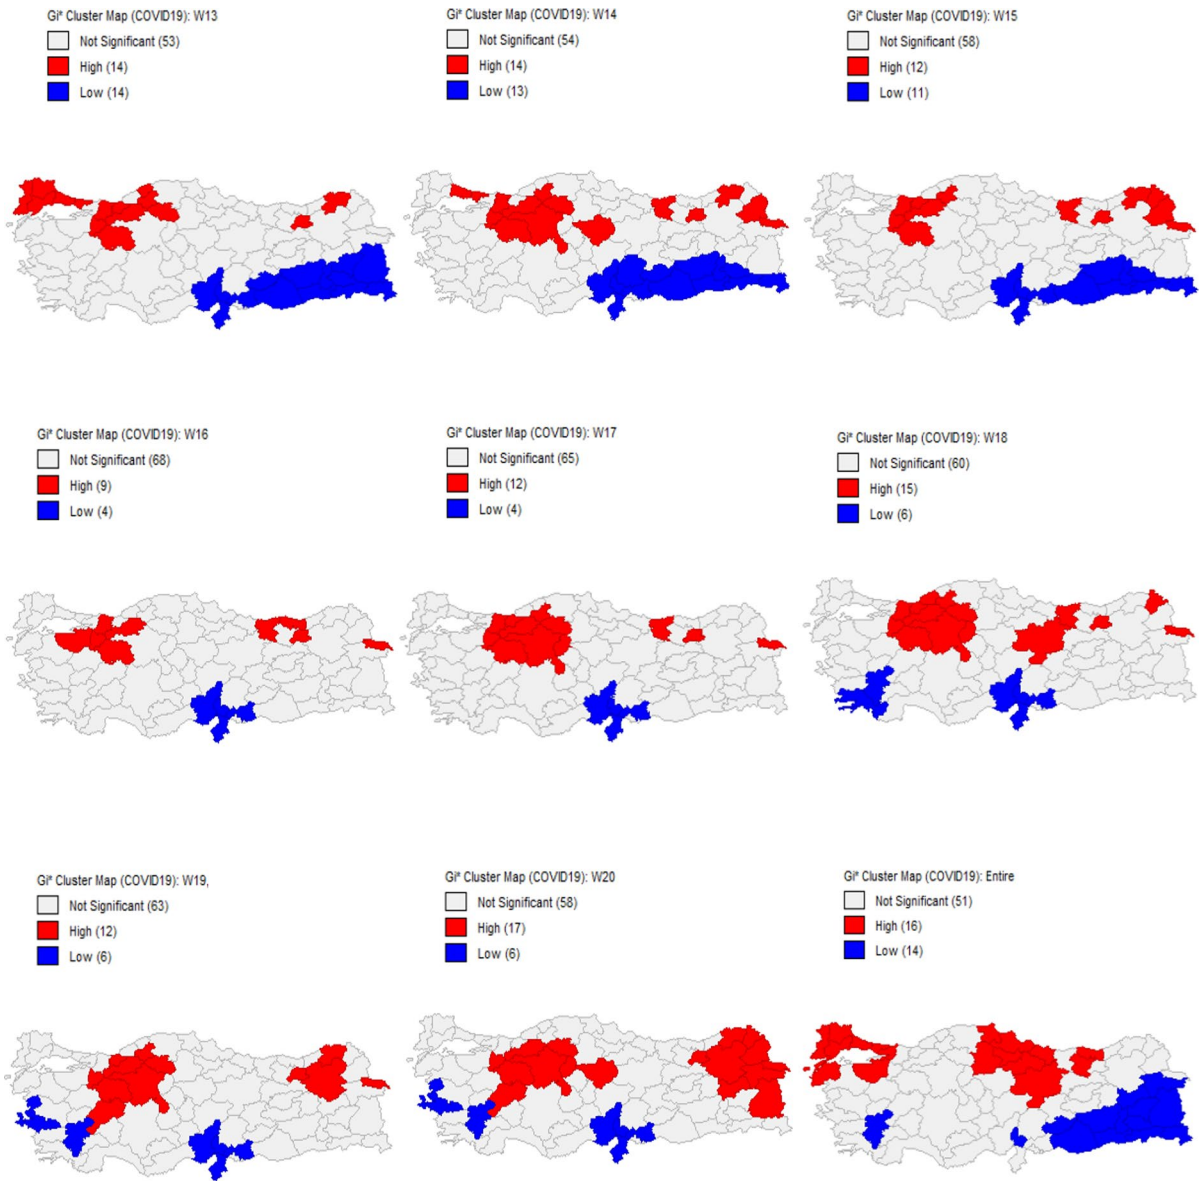 Gi* Cluster Map (COVID19): W13
Not Significant (53)
High (14)
Low (14)
Gi* Cluster Map (COVID19): W14
Not Significant (54)
High (14)
Low (13)
Gi* Cluster Map (COVID19): W15
Not Significant (58)
High (12)
Low (11)
Gi* Cluster Map (COVID19): W16
Not Significant (68)
High (9)
Low (4)
Gi* Cluster Map (COVID19): W17
Not Significant (65)
High (12)
Low (4)
Gi* Cluster Map (COVID19): W18
Not Significant (60)
High (15)
Low (6)
Gi* Cluster Map (COVID19): W19,
Not Significant (63)
High (12)
Low (6)
Gi* Cluster Map (COVID19): W20
Not Significant (58)
High (17)
Low (6)
Gi* Cluster Map (COVID19): Entire
Not Significant (51)
High (16)
Low (14)